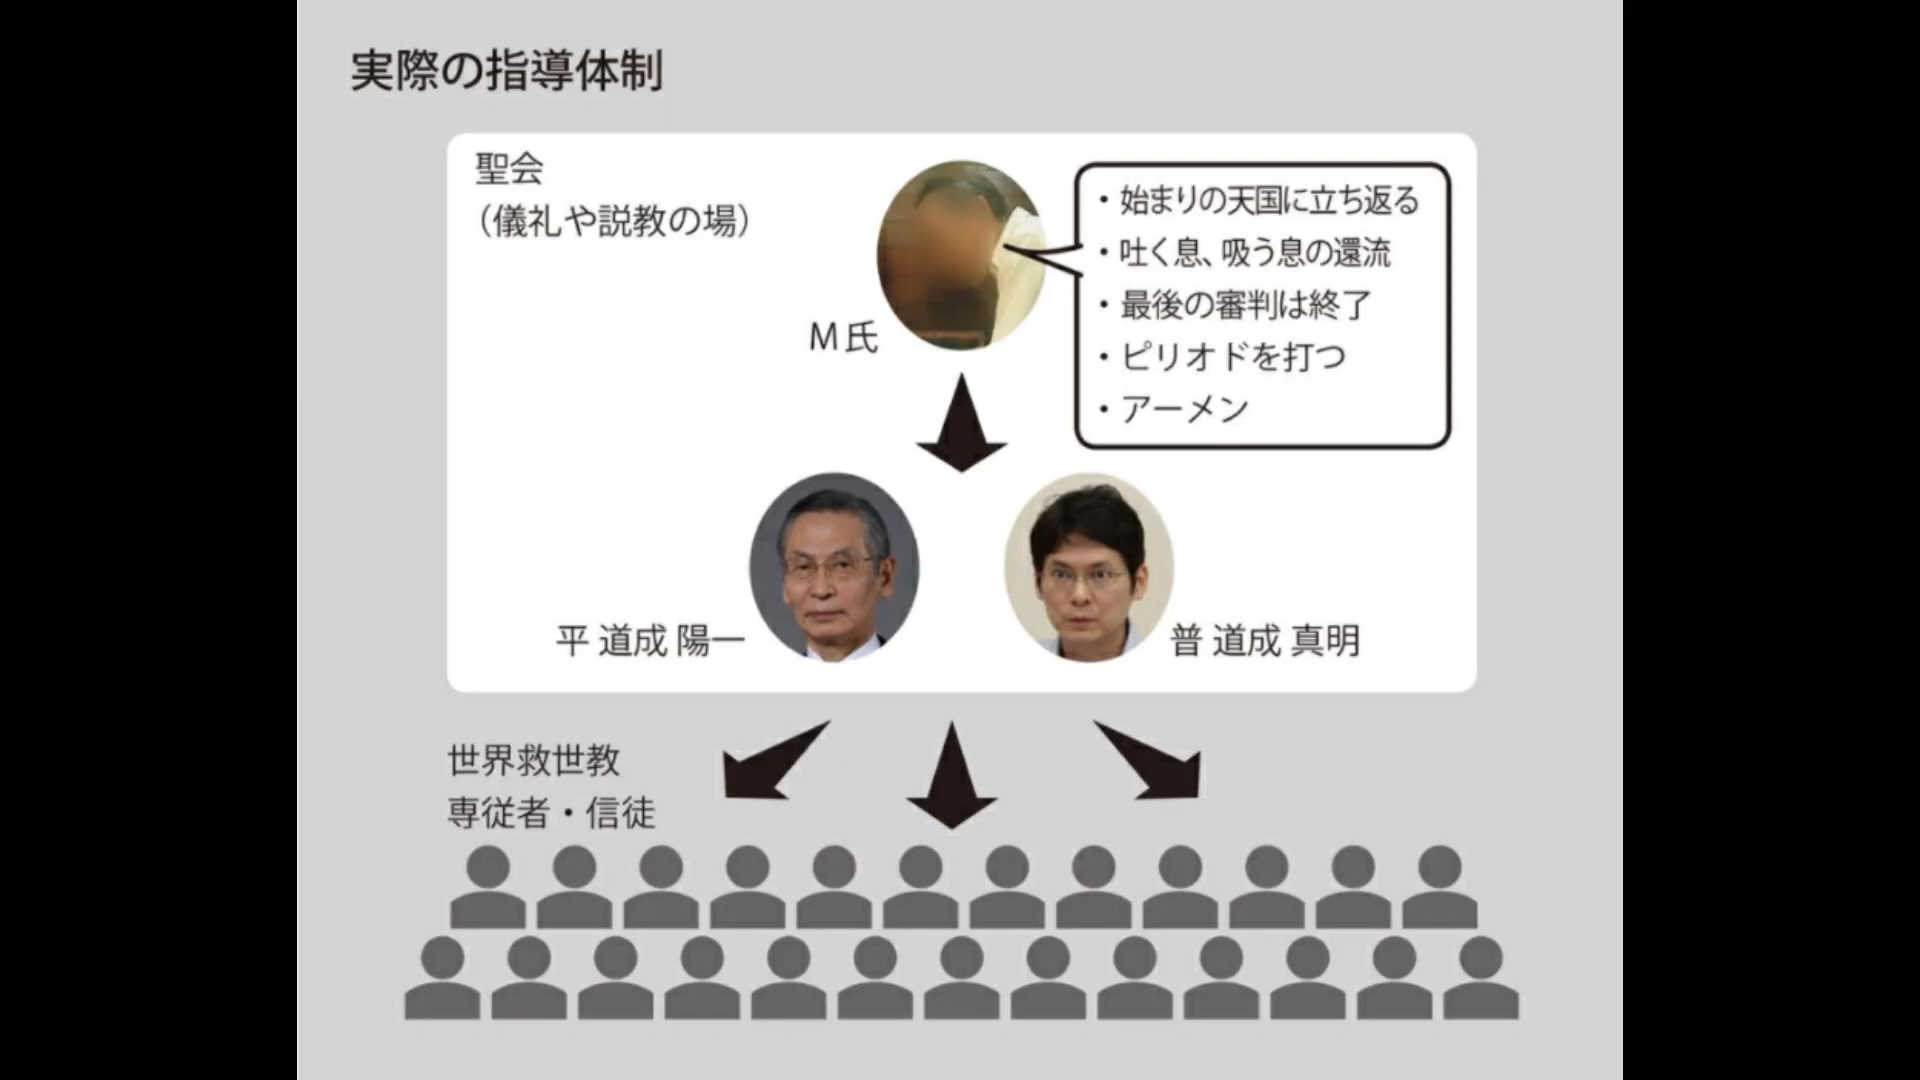 実際の指導体制
聖会
（儀礼や説教の場）
・始まりの天国に立ち返る
・吐く息、吸う息の還流
・最後の審判は終了
・ピリオドを打つ
・アーメン
M氏
平 道成 陽一
普 道成 真明
世界救世教
専従者・信徒